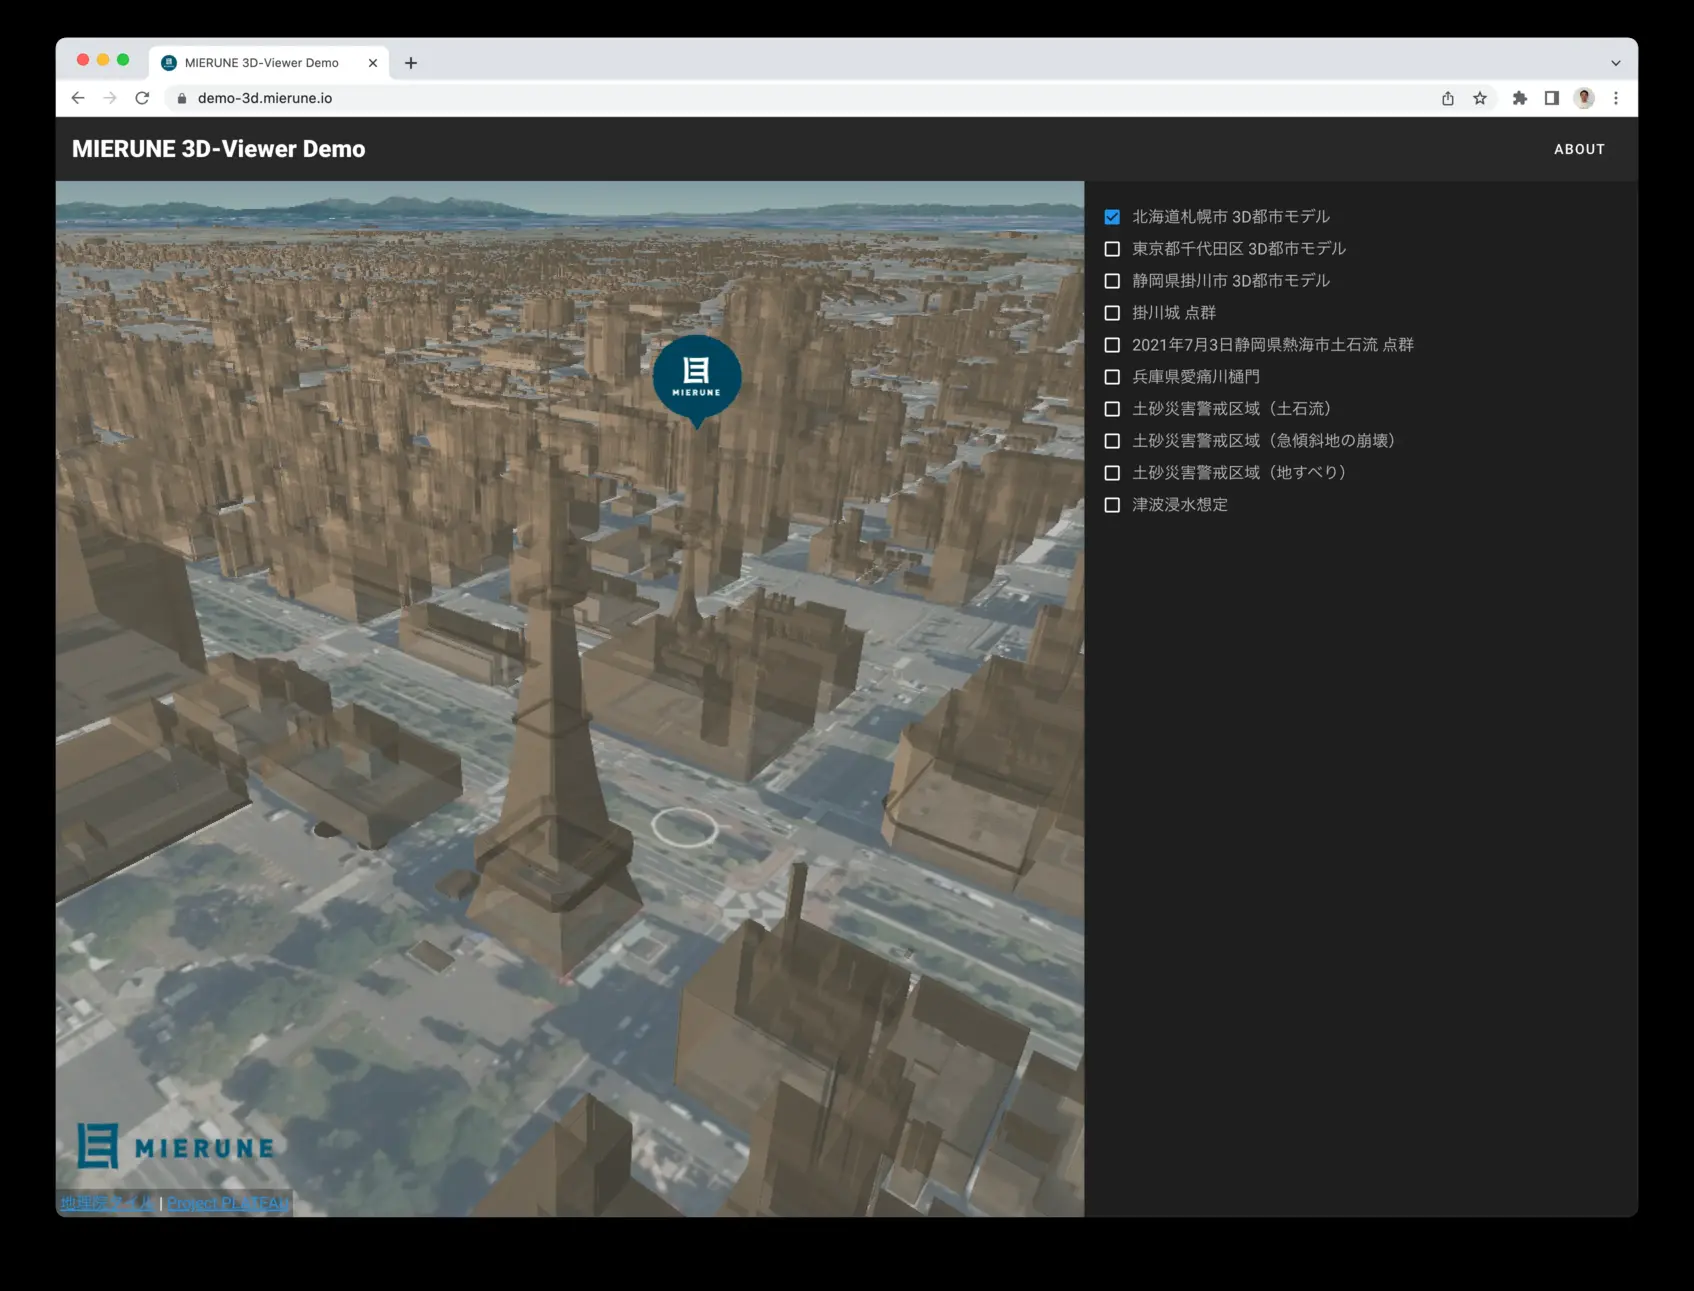 MIERUNE 3D-Viewer Demo
demo-3d.mierune.io
MIERUNE 3D-Viewer Demo
ABOUT
北海道札幌市 3D都市モデル
東京都千代田区 3D都市モデル
静岡県掛川市 3D都市モデル
掛川城 点群
2021年7月3日静岡県熱海市土石流 点群
兵庫県愛痛川樋門
土砂災害警戒区域（土石流）
土砂災害警戒区域（急傾斜地の崩壊）
土砂災害警戒区域（地すべり）
津波浸水想定
MIERUNE
MIERUNE
地理院タイル | Project PLATEAU